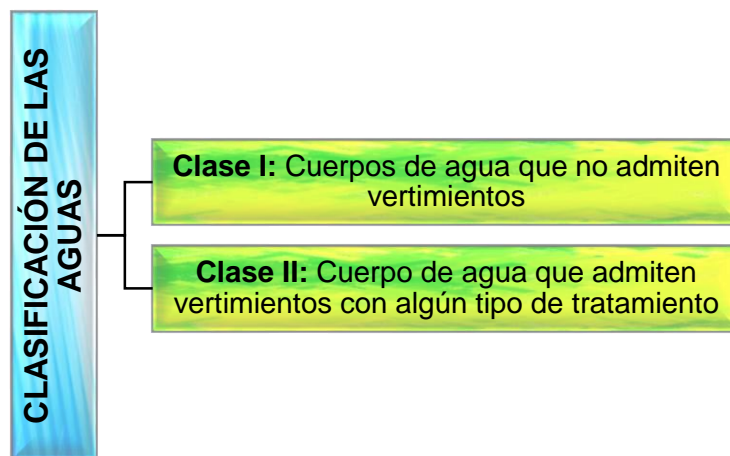 CLASIFICACIÓN DE LAS
AGUAS
Clase I: Cuerpos de agua que no admiten
vertimientos
Clase II: Cuerpo de agua que admiten
vertimientos con algún tipo de tratamiento